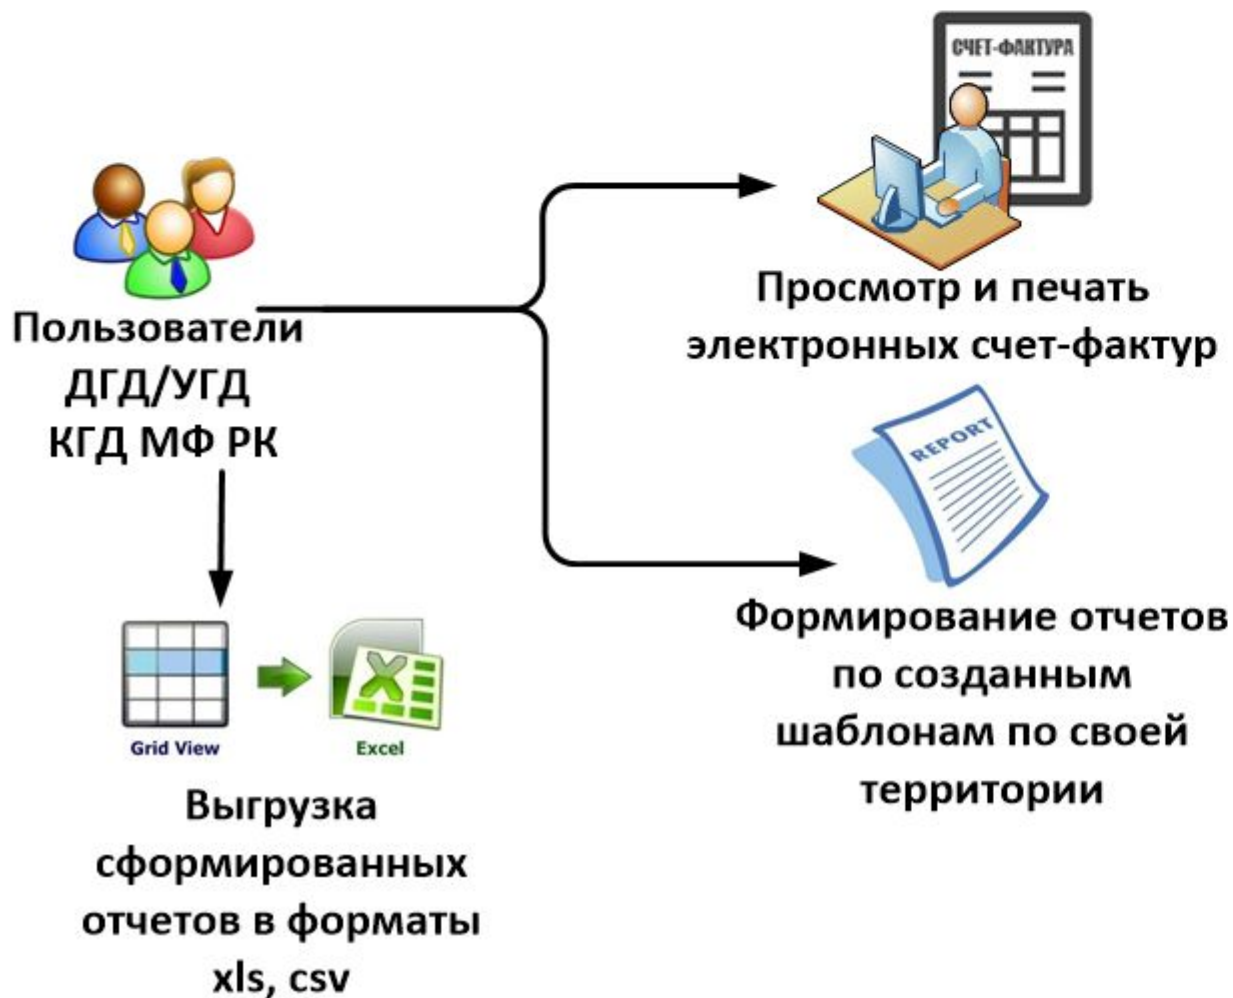 СЧЕТ-ФАКТУРА
Пользователи
ДГД/УГД
КГД МФ РК
Просмотр и печать
электронных счет-фактур
REPORT
Формирование отчетов
по созданным
шаблонам по своей
территории
Grid View
Excel
Выгрузка
сформированных
отчетов в форматы
xls, csv